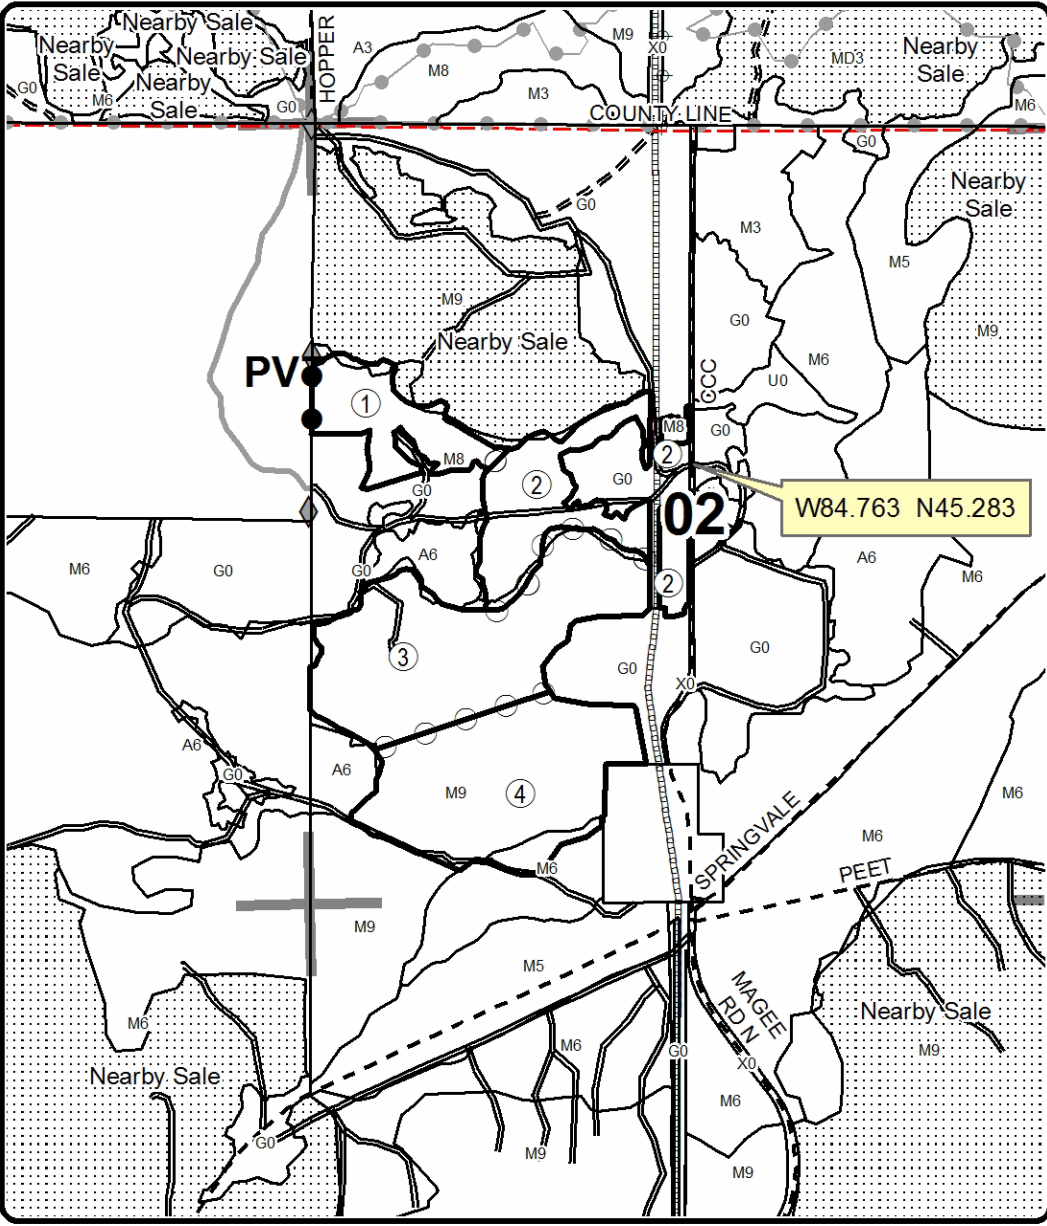 Nearby Sale
HOPPER
Nearby
Sale
Nearby Sale
Nearby
Sale
A3
M8
M9
X0
MD3
Nearby
Sale
G0
M6
G0
M3
COUNTY LINE
M6
G0
Nearby
Sale
G0
M3
M5
M9
Nearby Sale
G0
M9
M6
U0
CCC
PV
1
M8
G0
2
M8
2
G0
G0
W84.763 N45.283
02
M6
G0
G0
A6
A6
M6
2
3
G0
G0
X0
A6
G0
A6
M9
4
M6
SPRINGVALE
M6
M6
PEET
M9
M5
M6
Nearby Sale
MAGEE
RD N
Nearby Sale
M6
G0
X0
M9
M6
G0
M9
M9